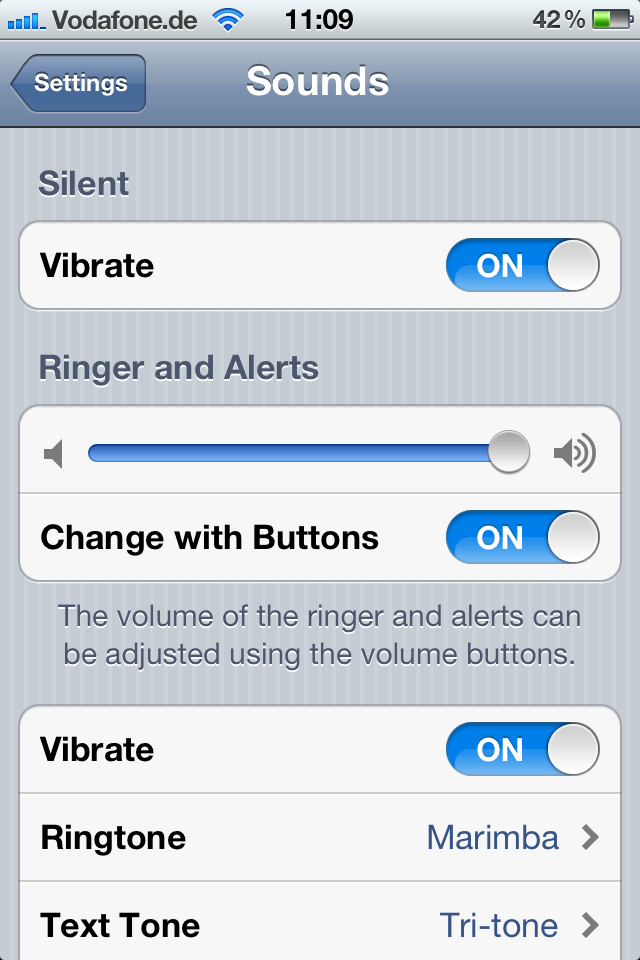 Vodafone.de 11:09 42%
Settings Sounds
Silent
Vibrate ON
Ringer and Alerts
Change with Buttons ON
The volume of the ringer and alerts can
be adjusted using the volume buttons.
Vibrate ON
Ringtone Marimba
Text Tone Tri-tone